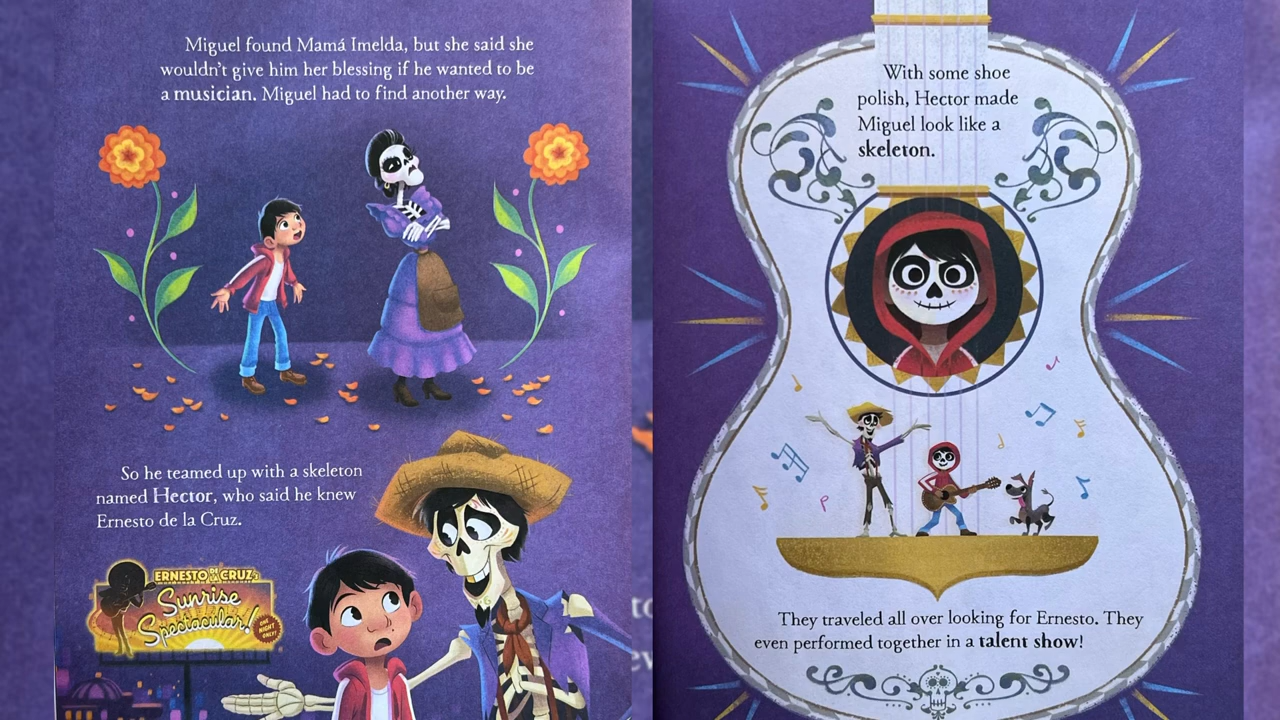 Miguel found Mamá Imelda, but she said she
wouldn't give him her blessing if he wanted to be
a musician. Miguel had to find another way.
So he teamed up with a skeleton
named Hector, who said he knew
Ernesto de la Cruz.
ERNESTO DE LA CRUZ'S
Sunrise
Spectacular!
ONE
NIGHT
ONLY!
With some shoe
polish, Hector made
Miguel look like a
skeleton.
They traveled all over looking for Ernesto. They
even performed together in a talent show!